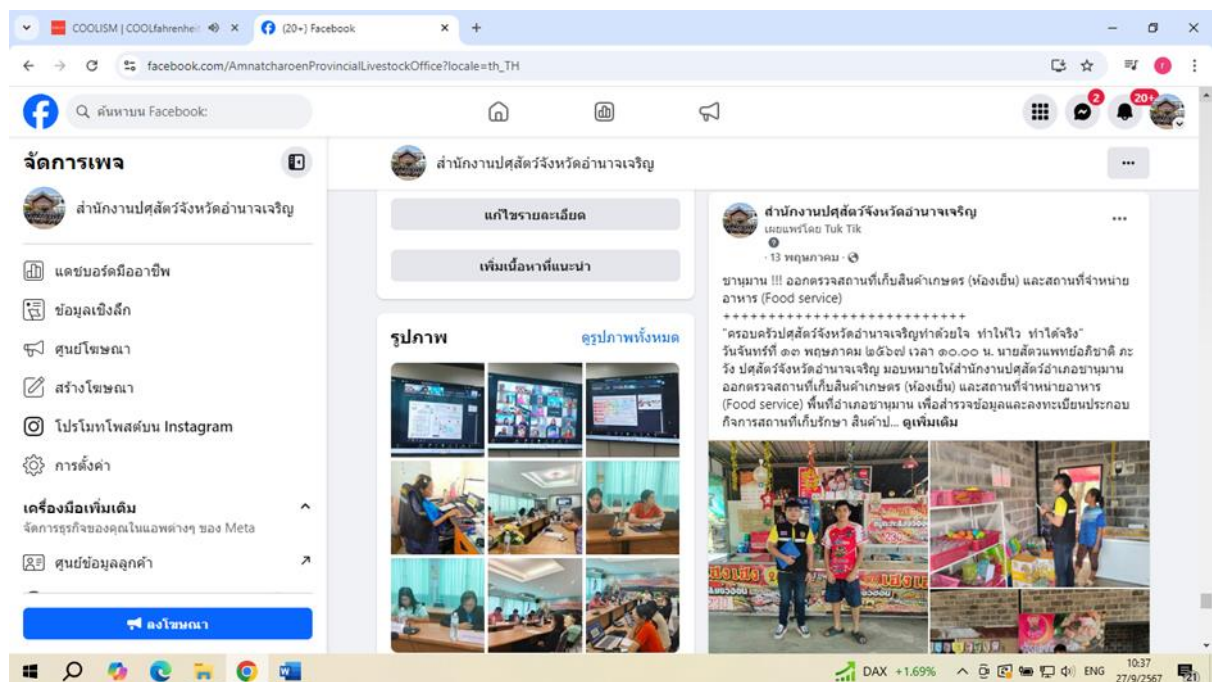 COOLISM | COOLfahrenheit
(20+) Facebook
facebook.com/AmnatcharoenProvincialLivestockOffice?locale=th_TH
ค้นหาบน Facebook:
2
20+
จัดการเพจ
สำนักงานปศุสัตว์จังหวัดอำนาจเจริญ
แดชบอร์ดมืออาชีพ
ข้อมูลเชิงลึก
ศูนย์โฆษณา
สร้างโฆษณา
โปรโมทโพสต์บน Instagram
การตั้งค่า
เครื่องมือเพิ่มเติม
จัดการธุรกิจของคุณในแอพต่างๆ ของ Meta
ศูนย์ข้อมูลลูกค้า
ลงโฆษณา
สำนักงานปศุสัตว์จังหวัดอำนาจเจริญ
แก้ไขรายละเอียด
เพิ่มเนื้อหาที่แนะนำ
รูปภาพ
ดูรูปภาพทั้งหมด
สำนักงานปศุสัตว์จังหวัดอำนาจเจริญ
เผยแพร่โดย Tuk Tik
· 13 พฤษภาคม ·
ชานุมาน !!! ออกตรวจสถานที่เก็บสินค้าเกษตร (ห้องเย็น) และสถานที่จำหน่าย
อาหาร (Food service)
+++++++++++++++++++++++++++
"ครอบครัวปศุสัตว์จังหวัดอำนาจเจริญทำด้วยใจ ทำให้ไว ทำได้จริง"
วันจันทร์ที่ ๑๓ พฤษภาคม ๒๕๖๗ เวลา ๑๐.๐๐ น. นายสัตวแพทย์อภิชาติ ภะ
วัง ปศุสัตว์จังหวัดอำนาจเจริญ มอบหมายให้สำนักงานปศุสัตว์อำเภอชานุมาน
ออกตรวจสถานที่เก็บสินค้าเกษตร (ห้องเย็น) และสถานที่จำหน่ายอาหาร
(Food service) พื้นที่อำเภอชานุมาน เพื่อสำรวจข้อมูลและลงทะเบียนประกอบ
กิจการสถานที่เก็บรักษา สินค้าป... ดูเพิ่มเติม
DAX +1.69%
ENG
10:37
27/9/2567
21